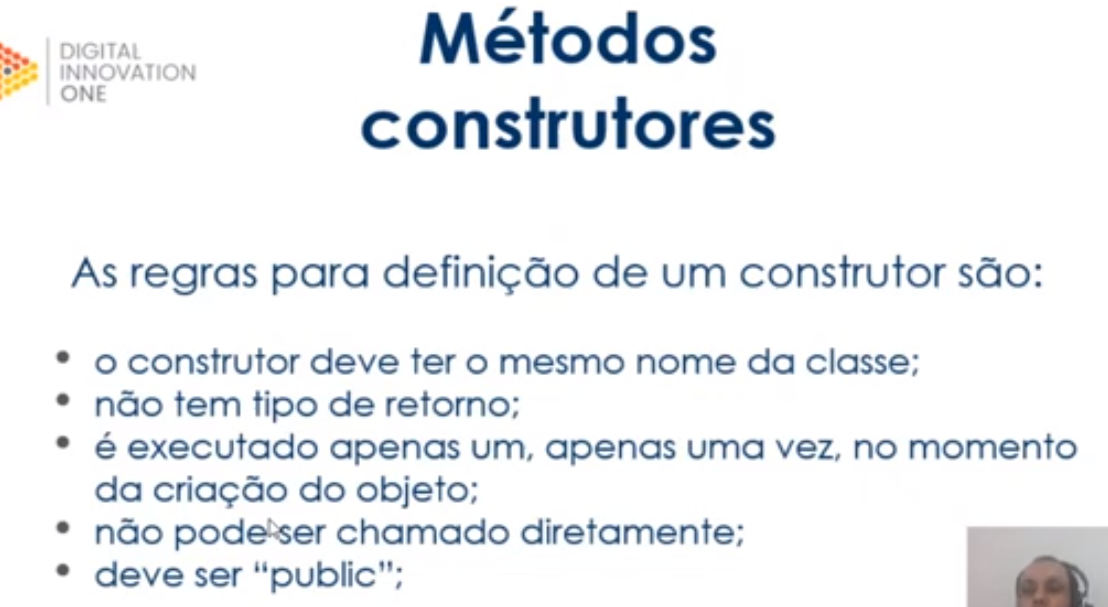 DIGITAL
INNOVATION
ONE
Métodos
construtores
As regras para definição de um construtor são:
• o construtor deve ter o mesmo nome da classe;
• não tem tipo de retorno;
• é executado apenas um, apenas uma vez, no momento
da criação do objeto;
• não pode ser chamado diretamente;
• deve ser “public”;